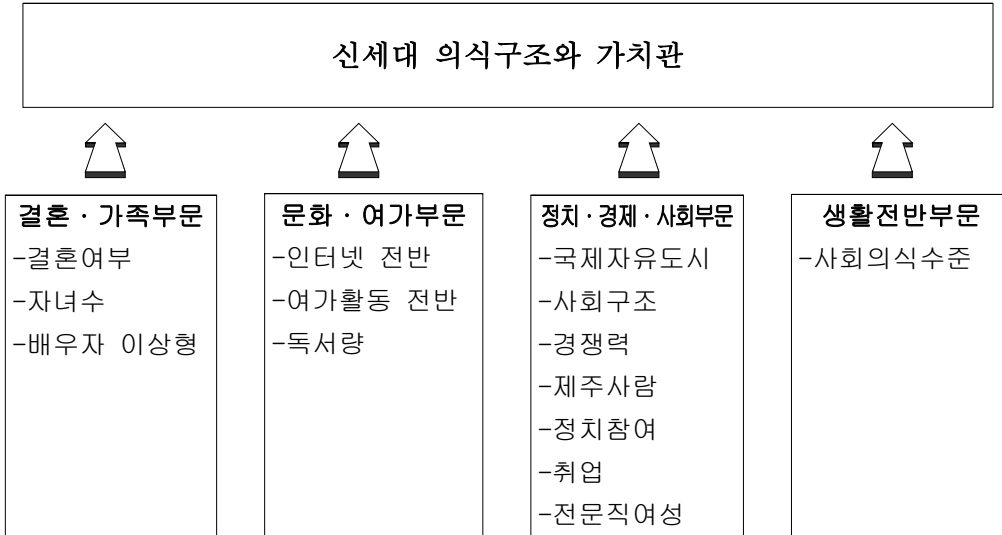 신세대 의식구조와 가치관
결혼·가족부문
-결혼여부
-자녀수
-배우자 이상형
문화·여가부문
-인터넷 전반
-여가활동 전반
-독서량
정치·경제·사회부문
-국제자유도시
-사회구조
-경쟁력
-제주사람
-정치참여
-취업
-전문직여성
생활전반부문
-사회의식수준